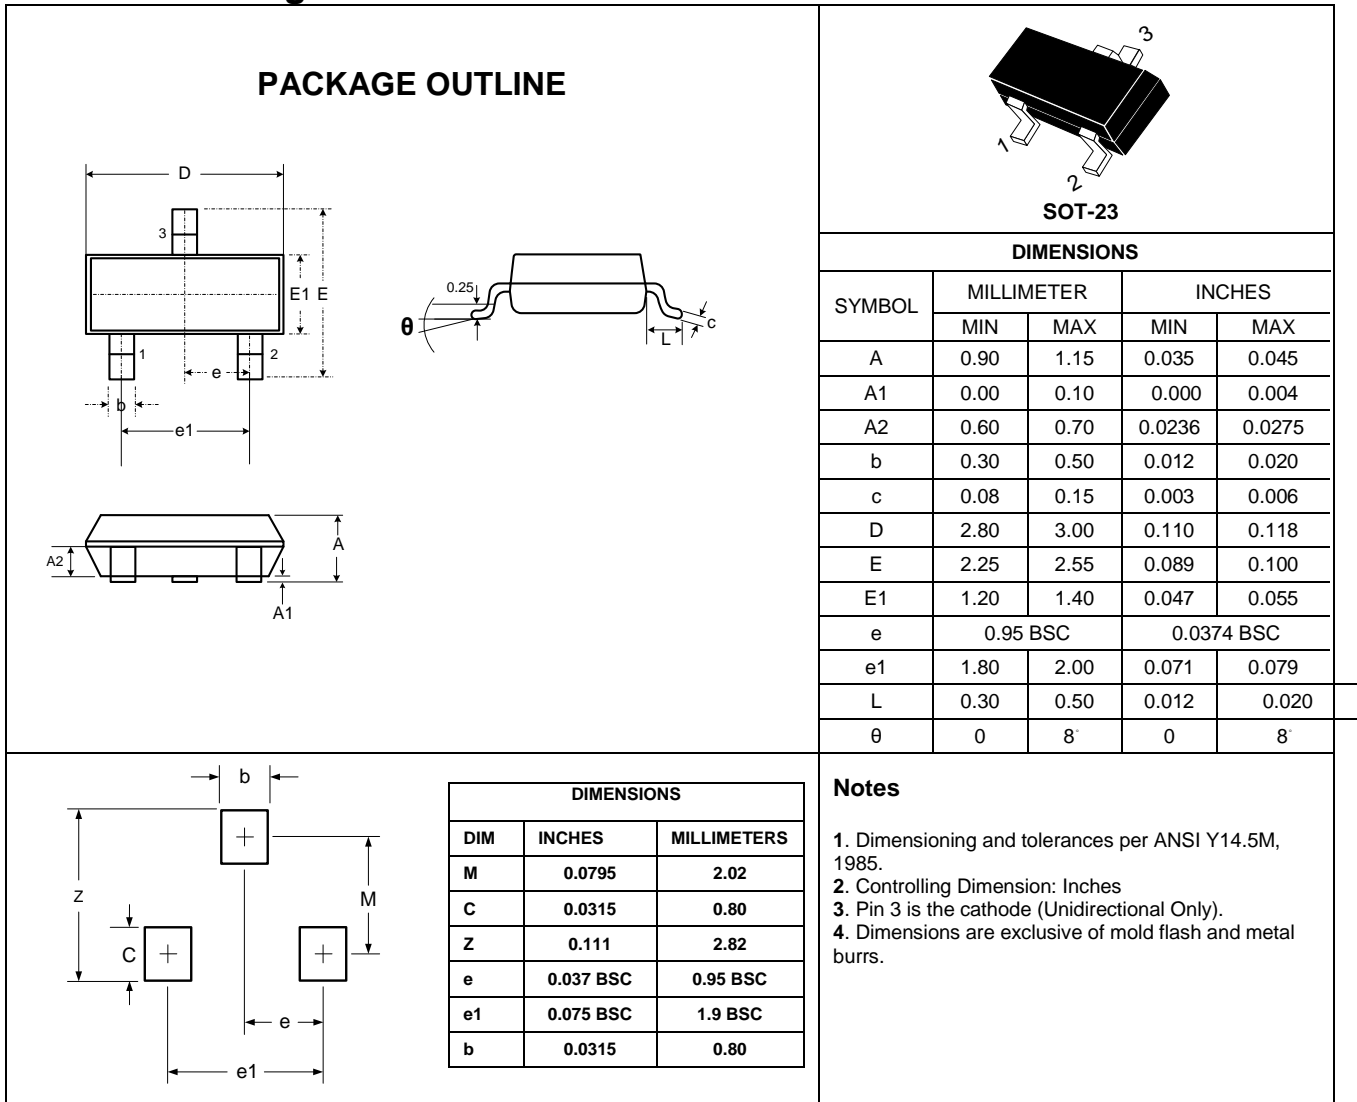 PACKAGE OUTLINE
D
3
E1 E
1
2
e
b
e1
0.25
θ
L
c
A2
A
A1
3
1
2
SOT-23
DIMENSIONS
SYMBOL MILLIMETER INCHES
MIN MAX MIN MAX
A 0.90 1.15 0.035 0.045
A1 0.00 0.10 0.000 0.004
A2 0.60 0.70 0.0236 0.0275
b 0.30 0.50 0.012 0.020
c 0.08 0.15 0.003 0.006
D 2.80 3.00 0.110 0.118
E 2.25 2.55 0.089 0.100
E1 1.20 1.40 0.047 0.055
e 0.95 BSC 0.0374 BSC
e1 1.80 2.00 0.071 0.079
L 0.30 0.50 0.012 0.020
θ 0 8° 0 8°
b
Z
M
C
e
e1
DIMENSIONS
DIM INCHES MILLIMETERS
M 0.0795 2.02
C 0.0315 0.80
Z 0.111 2.82
e 0.037 BSC 0.95 BSC
e1 0.075 BSC 1.9 BSC
b 0.0315 0.80
Notes
1. Dimensioning and tolerances per ANSI Y14.5M,
1985.
2. Controlling Dimension: Inches
3. Pin 3 is the cathode (Unidirectional Only).
4. Dimensions are exclusive of mold flash and metal
burrs.